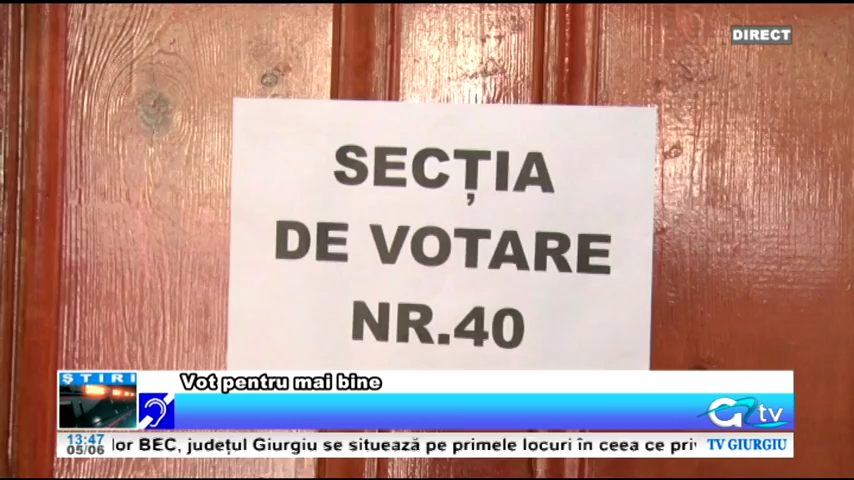 DIRECT
SECȚIA
DE VOTARE
NR.40
ȘTIRI
Vot pentru mai bine
G tv
13:47
05/06
lor BEC, județul Giurgiu se situează pe primele locuri în ceea ce priv
TV GIURGIU